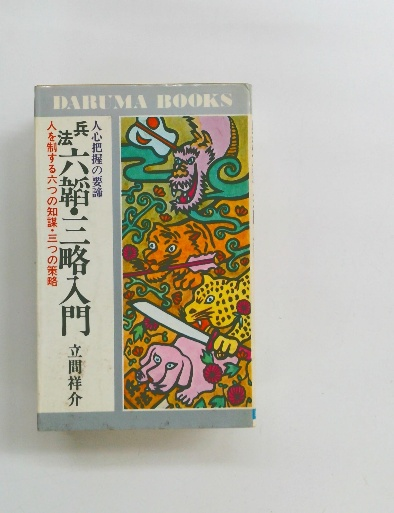 DARUMA BOOKS
人心把握の要諦
兵法
六韜・三略入門
人を制する六つの知謀・三つの策略
立間祥介